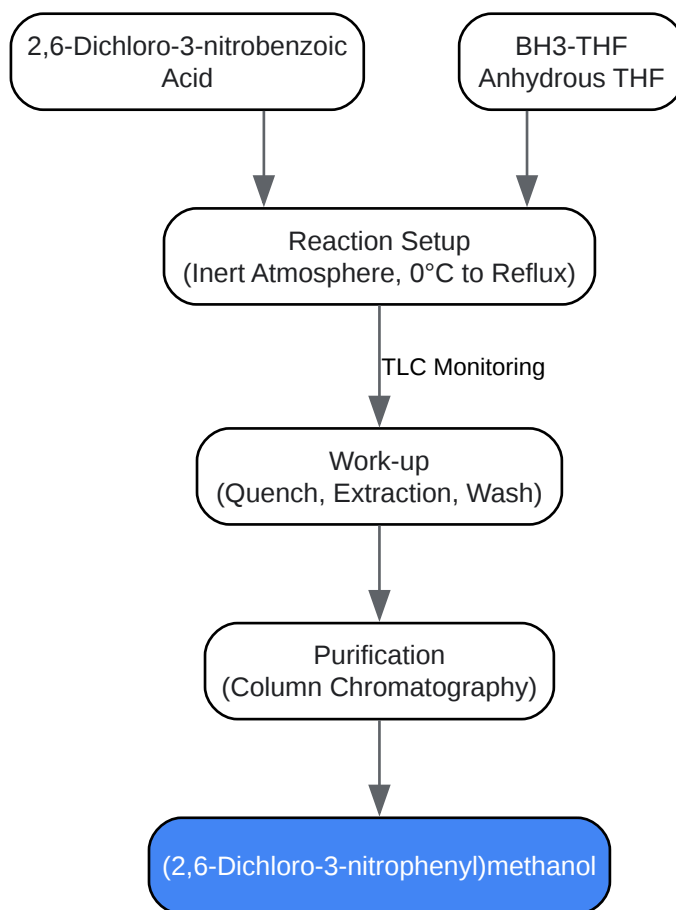 2,6-Dichloro-3-nitrobenzoic
Acid
BH3-THF
Anhydrous THF
Reaction Setup
(Inert Atmosphere, 0°C to Reflux)
TLC Monitoring
Work-up
(Quench, Extraction, Wash)
Purification
(Column Chromatography)
(2,6-Dichloro-3-nitrophenyl)methanol